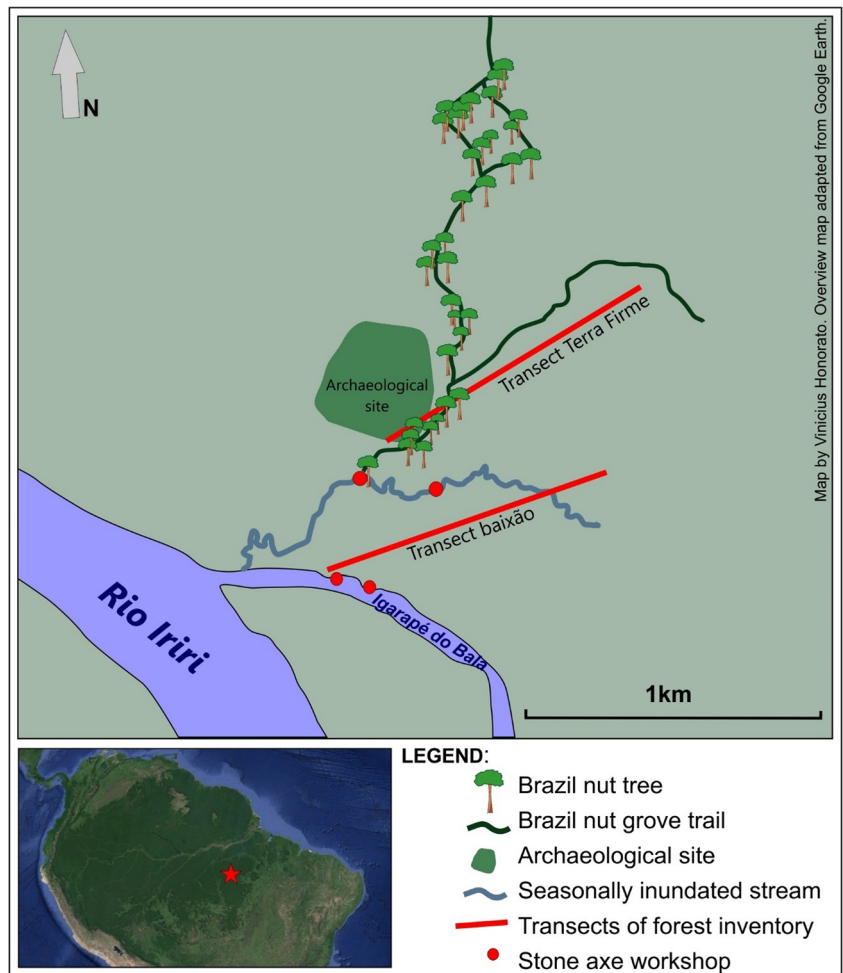 N
Map by Vinicius Honorato. Overview map adapted from Google Earth.
Transect Terra Firme
Archaeological
site
Transect baixão
Rio Iriri
Igarapé do Bala
1km
LEGEND:
Brazil nut tree
Brazil nut grove trail
Archaeological site
Seasonally inundated stream
Transects of forest inventory
Stone axe workshop